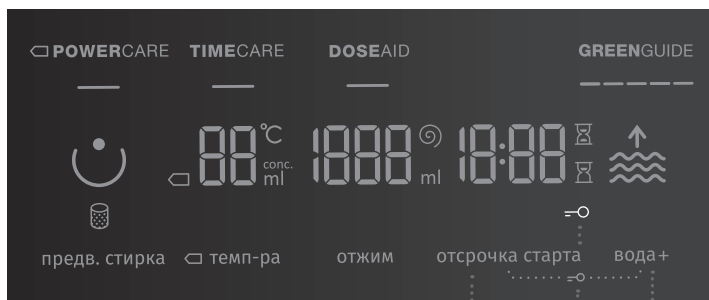 POWERCARE TIMECARE DOSEAID GREENGUIDE
88 °C conc. ml 1888 ml 18:88
предв. стирка темп-ра отжим отсрочка старта вода+